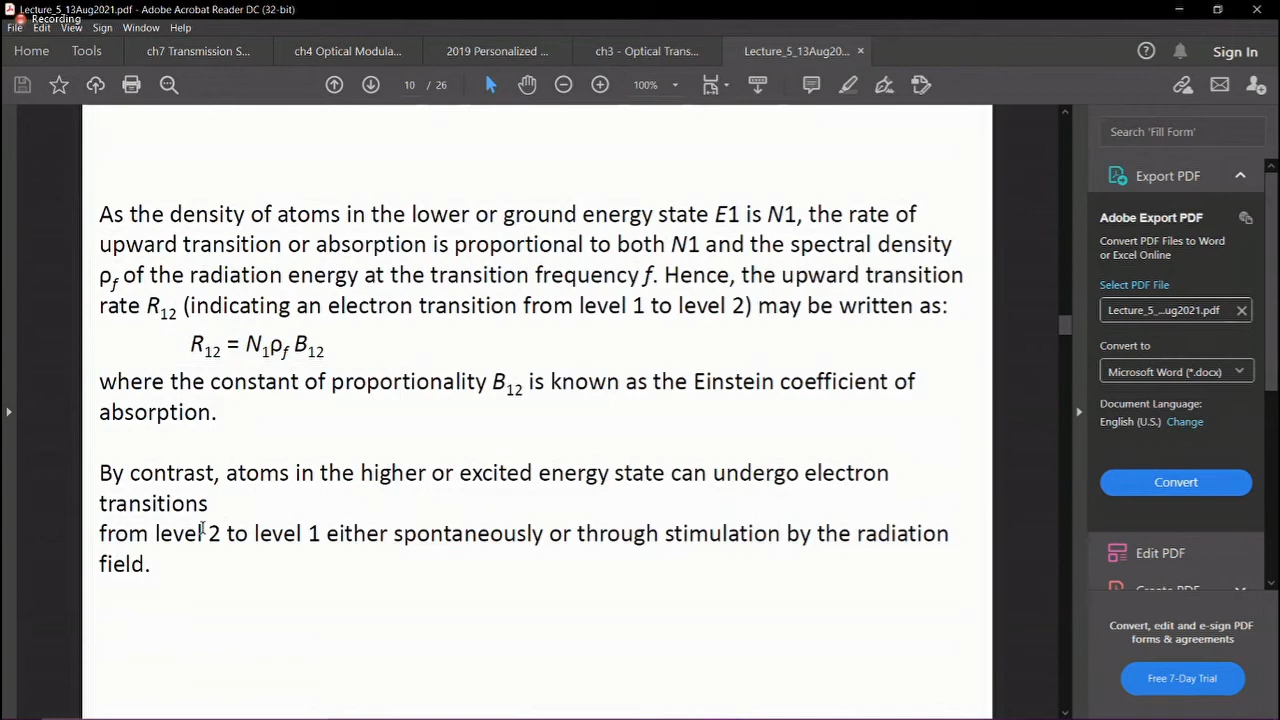 Lecture_5_13Aug2021.pdf - Adobe Acrobat Reader DC (32-bit)
Recording
File Edit View Sign Window Help
Home Tools ch7 Transmission S... ch4 Optical Modula... 2019 Personalized ... ch3 - Optical Trans... Lecture_5_13Aug20... × Sign In
10 / 26 100%
As the density of atoms in the lower or ground energy state E1 is N1, the rate of
upward transition or absorption is proportional to both N1 and the spectral density
ρf of the radiation energy at the transition frequency f. Hence, the upward transition
rate R12 (indicating an electron transition from level 1 to level 2) may be written as:
R12 = N1ρf B12
where the constant of proportionality B12 is known as the Einstein coefficient of
absorption.
By contrast, atoms in the higher or excited energy state can undergo electron
transitions
from level 2 to level 1 either spontaneously or through stimulation by the radiation
field.
Search 'Fill Form'
Export PDF
Adobe Export PDF
Convert PDF Files to Word
or Excel Online
Select PDF File
Lecture_5_...ug2021.pdf
Convert to
Microsoft Word (*.docx)
Document Language:
English (U.S.) Change
Convert
Edit PDF
Create PDF
Convert, edit and e-sign PDF
forms & agreements
Free 7-Day Trial